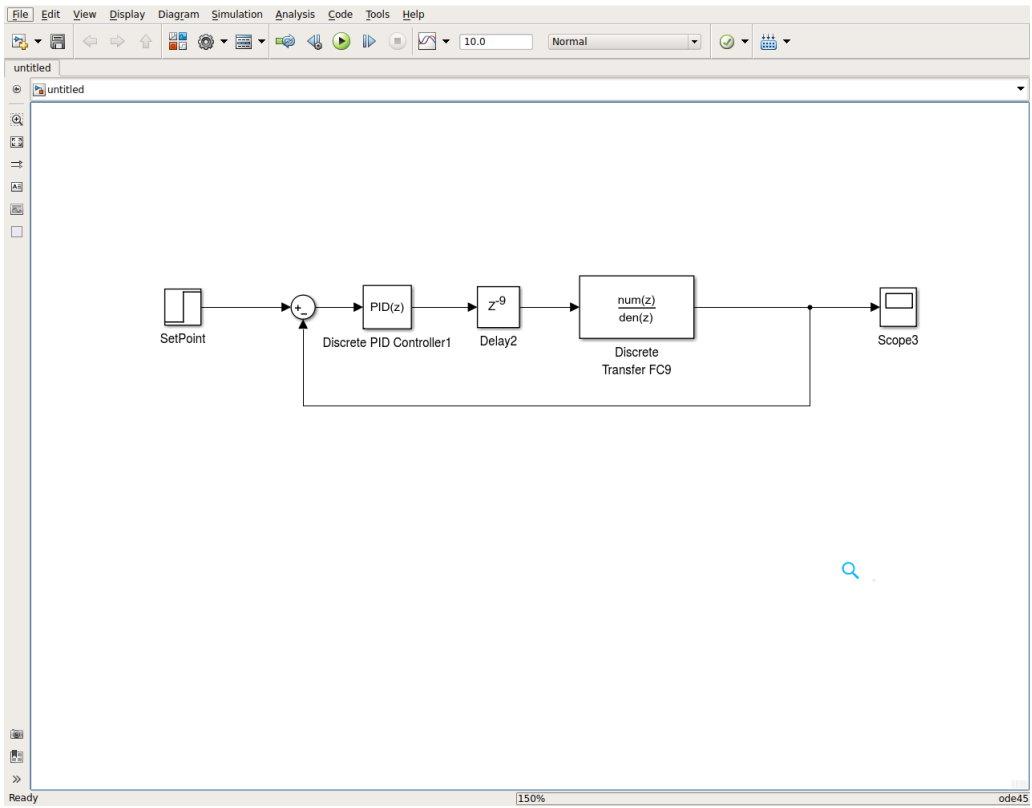 File Edit View Display Diagram Simulation Analysis Code Tools Help
10.0 Normal
untitled
untitled
+
−
PID(z)
Z-9
num(z)
den(z)
SetPoint
Discrete PID Controller1
Delay2
Discrete
Transfer FC9
Scope3
Ready 150% ode45